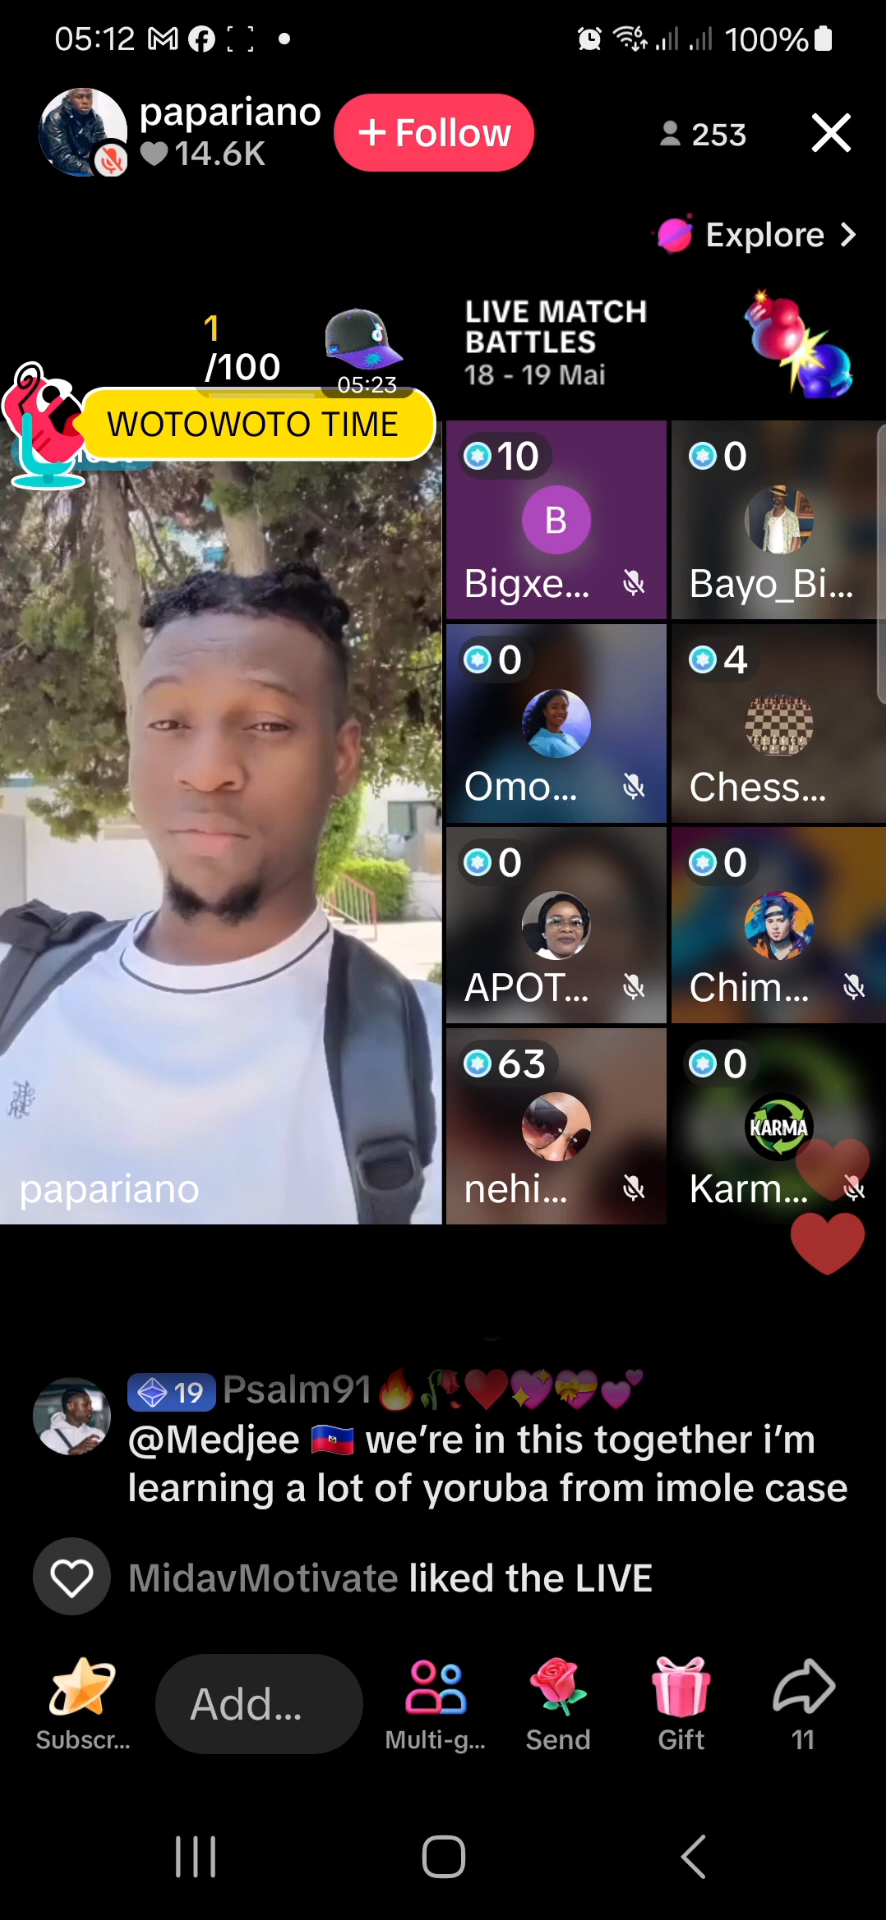 05:12
100%
papariano
14.6K
+ Follow
253
Explore >
1
/100
05:23
LIVE MATCH
BATTLES
18 - 19 Mai
WOTOWOTO TIME
10
B
Bigxe...
0
Bayo_Bi...
0
Omo...
4
Chess...
0
APOT...
0
Chim...
63
nehi...
0
KARMA
Karm...
papariano
19 Psalm91🔥🥀❤️💖💝💕
@Medjee 🇭🇹 we’re in this together i’m
learning a lot of yoruba from imole case
MidavMotivate liked the LIVE
Add...
Subscr...
Multi-g...
Send
Gift
11